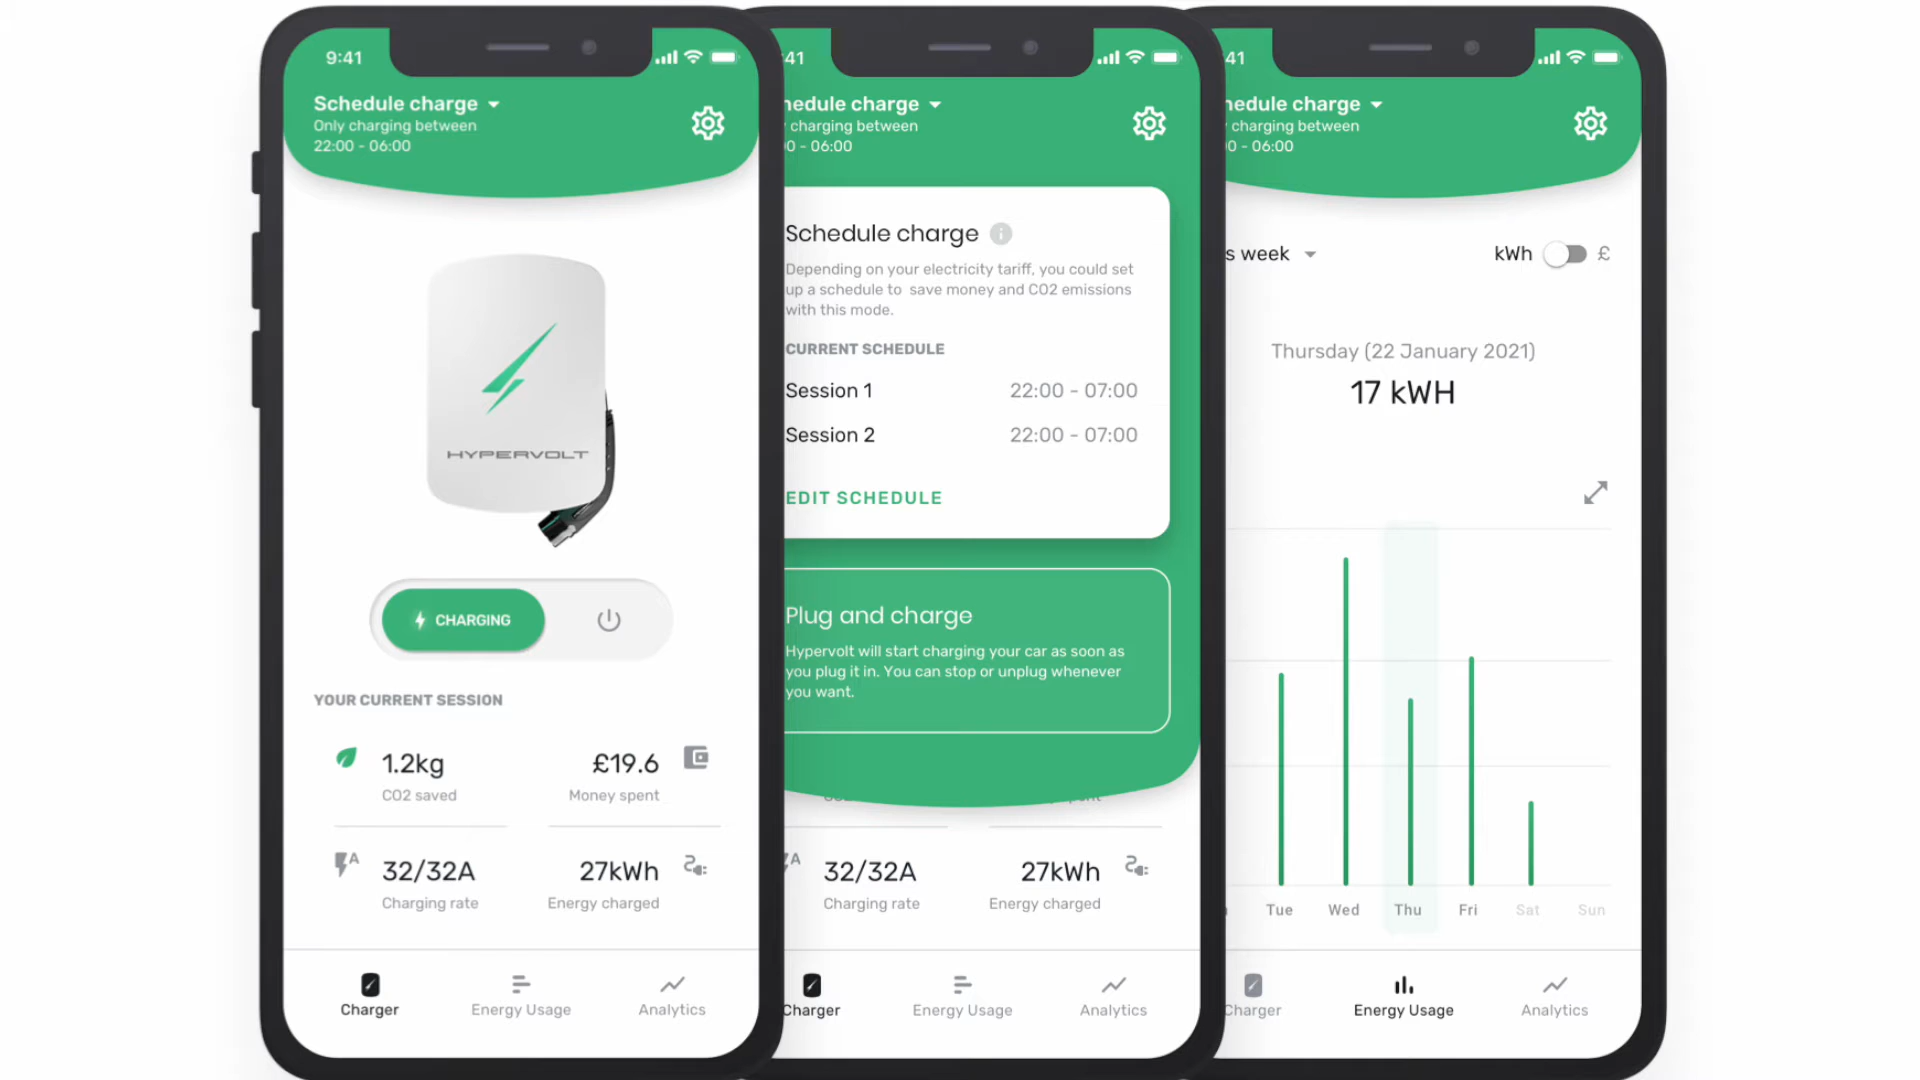 9:41
Schedule charge
Only charging between
22:00 - 06:00
HYPERVOLT
CHARGING
YOUR CURRENT SESSION
1.2kg
CO2 saved
£19.6
Money spent
A
32/32A
Charging rate
27kWh
Energy charged
Charger
Energy Usage
Analytics
:41
hedule charge
charging between
0 - 06:00
Schedule charge
i
Depending on your electricity tariff, you could set
up a schedule to save money and CO2 emissions
with this mode.
CURRENT SCHEDULE
Session 1 22:00 - 07:00
Session 2 22:00 - 07:00
EDIT SCHEDULE
Plug and charge
Hypervolt will start charging your car as soon as
you plug it in. You can stop or unplug whenever
you want.
A
32/32A
Charging rate
27kWh
Energy charged
Charger
Energy Usage
Analytics
41
hedule charge
charging between
0 - 06:00
s week
kWh £
Thursday (22 January 2021)
17 kWH
Tue Wed Thu Fri Sat Sun
Charger
Energy Usage
Analytics